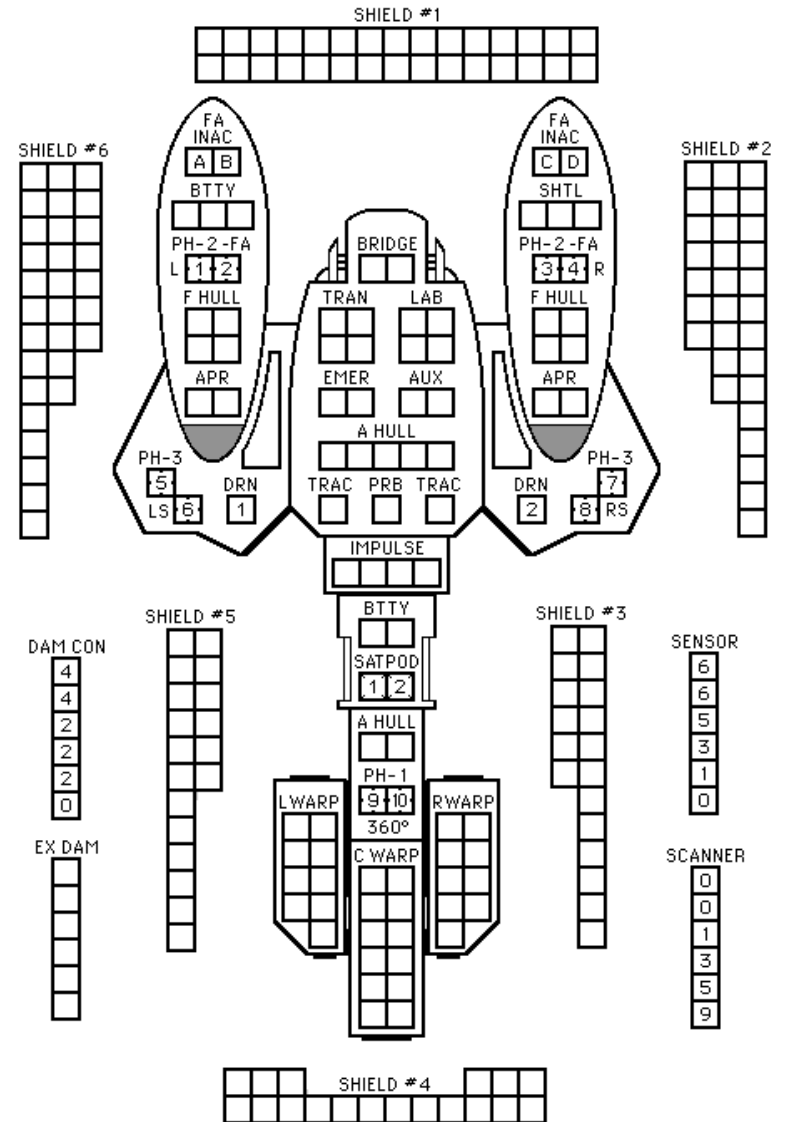 SHIELD #1
SHIELD #6
FA
INAC
A B
FA
INAC
C D
SHIELD #2
BTTY
SHTL
PH-2-FA
L 1 2
BRIDGE
PH-2-FA
3 4 R
F HULL
TRAN
LAB
F HULL
APR
EMER
AUX
APR
A HULL
PH-3
5
LS 6
DRN
1
TRAC
PRB
TRAC
DRN
2
PH-3
7
8 RS
IMPULSE
BTTY
SHIELD #5
SHIELD #3
DAM CON
4
4
2
2
2
0
SATPOD
1 2
SENSOR
6
6
5
3
1
0
A HULL
PH-1
9 10
360°
L WARP
R WARP
C WARP
EX DAM
SCANNER
0
0
1
3
5
9
SHIELD #4